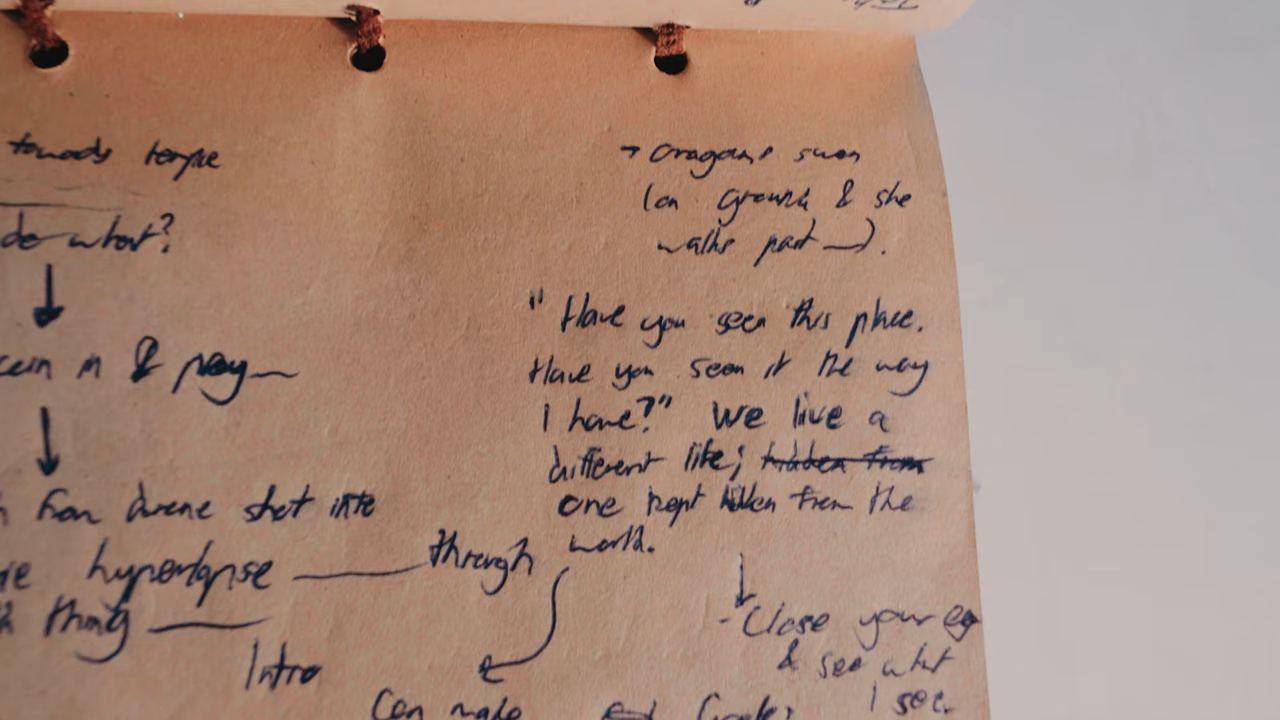 towards temple
do what?
in & pray
from drone shot into
hyperlapse through
thing
Intro
→ Oragami swan
(on ground & she
walks past —).
" Have you seen this place.
Have you seen it the way
I have?" We live a
different life; hidden from
one kept hidden from the
world.
- Close your eye
& see what
I see.
Can make